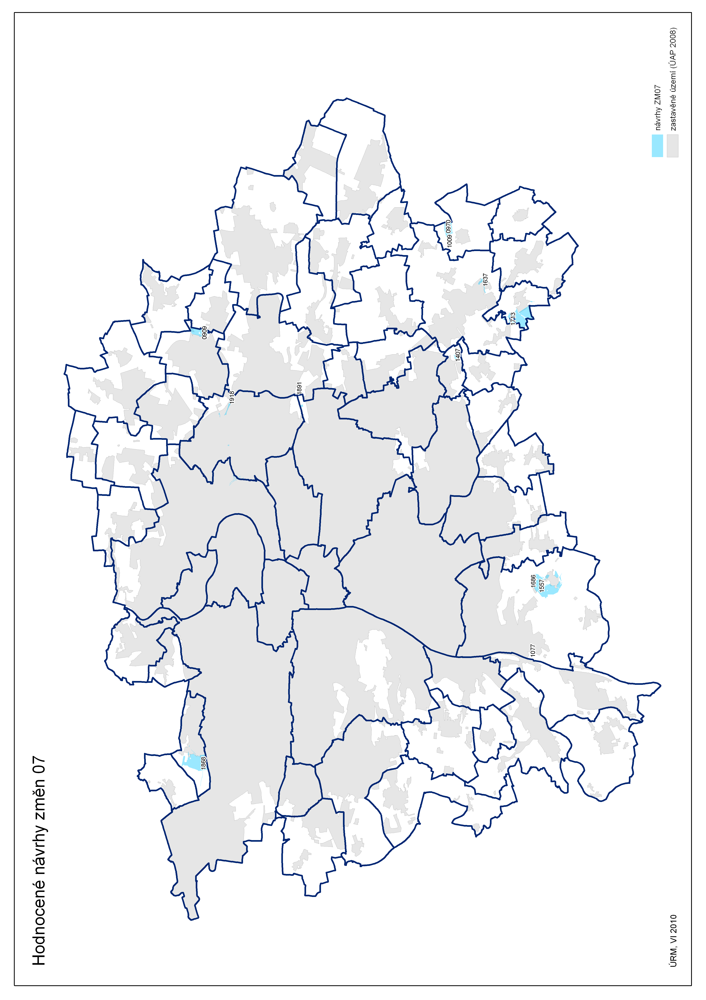 Hodnocené návrhy změn 07
1868
0909
1918
1891
1009 0970
1407
1637
1713
1077
1686
1557
návrhy ZM07
zastavěné území (ÚAP 2008)
ÚRM, VI 2010